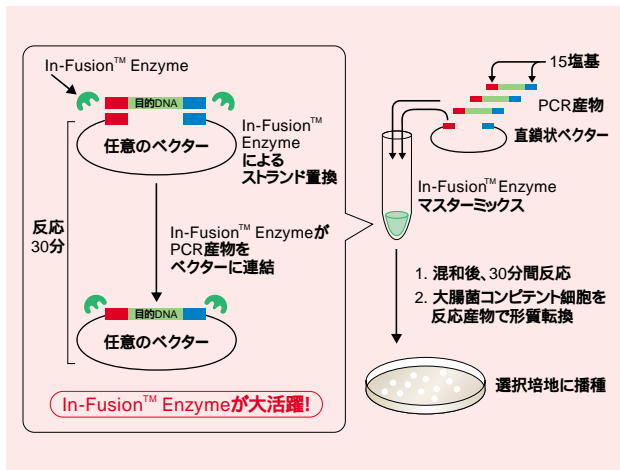 In-Fusion™ Enzyme
目的DNA
任意のベクター
In-Fusion™
Enzyme
による
ストランド置換
反応
30分
In-Fusion™ Enzymeが
PCR産物を
ベクターに連結
目的DNA
任意のベクター
In-Fusion™ Enzymeが大活躍!
15塩基
PCR産物
直鎖状ベクター
In-Fusion™ Enzyme
マスターミックス
1. 混和後、30分間反応
2. 大腸菌コンピテント細胞を
反応産物で形質転換
選択培地に播種